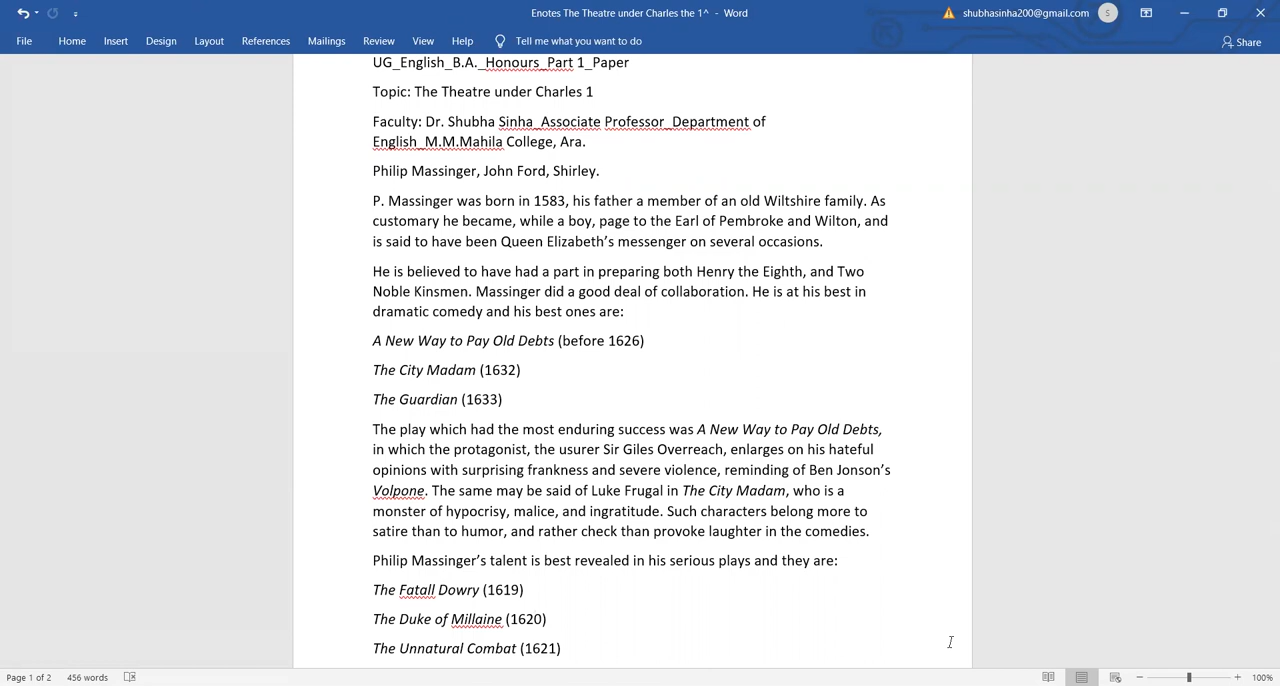 Enotes The Theatre under Charles the 1^ - Word
shubhasinha200@gmail.com
S
File Home Insert Design Layout References Mailings Review View Help Tell me what you want to do
Share
UG_English_B.A._Honours_Part 1_Paper
Topic: The Theatre under Charles 1
Faculty: Dr. Shubha Sinha_Associate Professor_Department of
English_M.M.Mahila College, Ara.
Philip Massinger, John Ford, Shirley.
P. Massinger was born in 1583, his father a member of an old Wiltshire family. As
customary he became, while a boy, page to the Earl of Pembroke and Wilton, and
is said to have been Queen Elizabeth’s messenger on several occasions.
He is believed to have had a part in preparing both Henry the Eighth, and Two
Noble Kinsmen. Massinger did a good deal of collaboration. He is at his best in
dramatic comedy and his best ones are:
A New Way to Pay Old Debts (before 1626)
The City Madam (1632)
The Guardian (1633)
The play which had the most enduring success was A New Way to Pay Old Debts,
in which the protagonist, the usurer Sir Giles Overreach, enlarges on his hateful
opinions with surprising frankness and severe violence, reminding of Ben Jonson’s
Volpone. The same may be said of Luke Frugal in The City Madam, who is a
monster of hypocrisy, malice, and ingratitude. Such characters belong more to
satire than to humor, and rather check than provoke laughter in the comedies.
Philip Massinger’s talent is best revealed in his serious plays and they are:
The Fatall Dowry (1619)
The Duke of Millaine (1620)
The Unnatural Combat (1621)
Page 1 of 2 456 words
100%